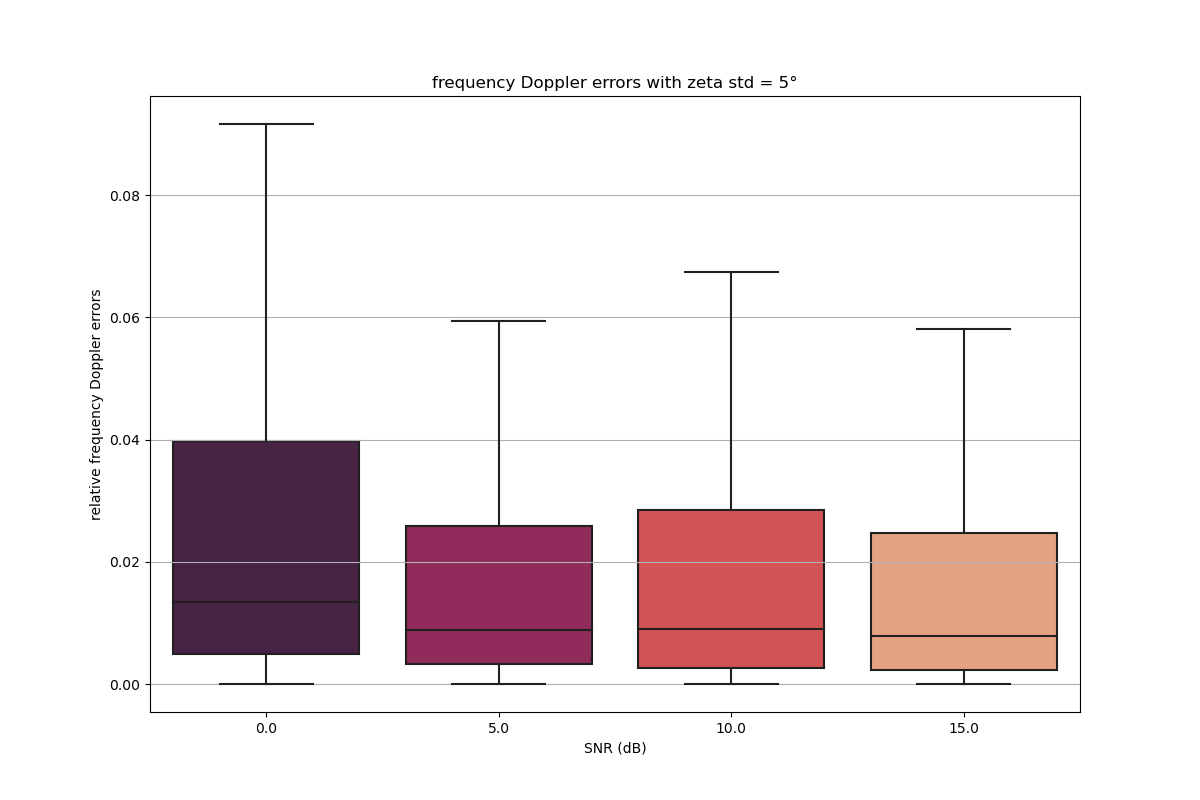 frequency Doppler errors with zeta std = 5°
relative frequency Doppler errors
0.08
0.06
0.04
0.02
0.00
0.0 5.0 10.0 15.0
SNR (dB)